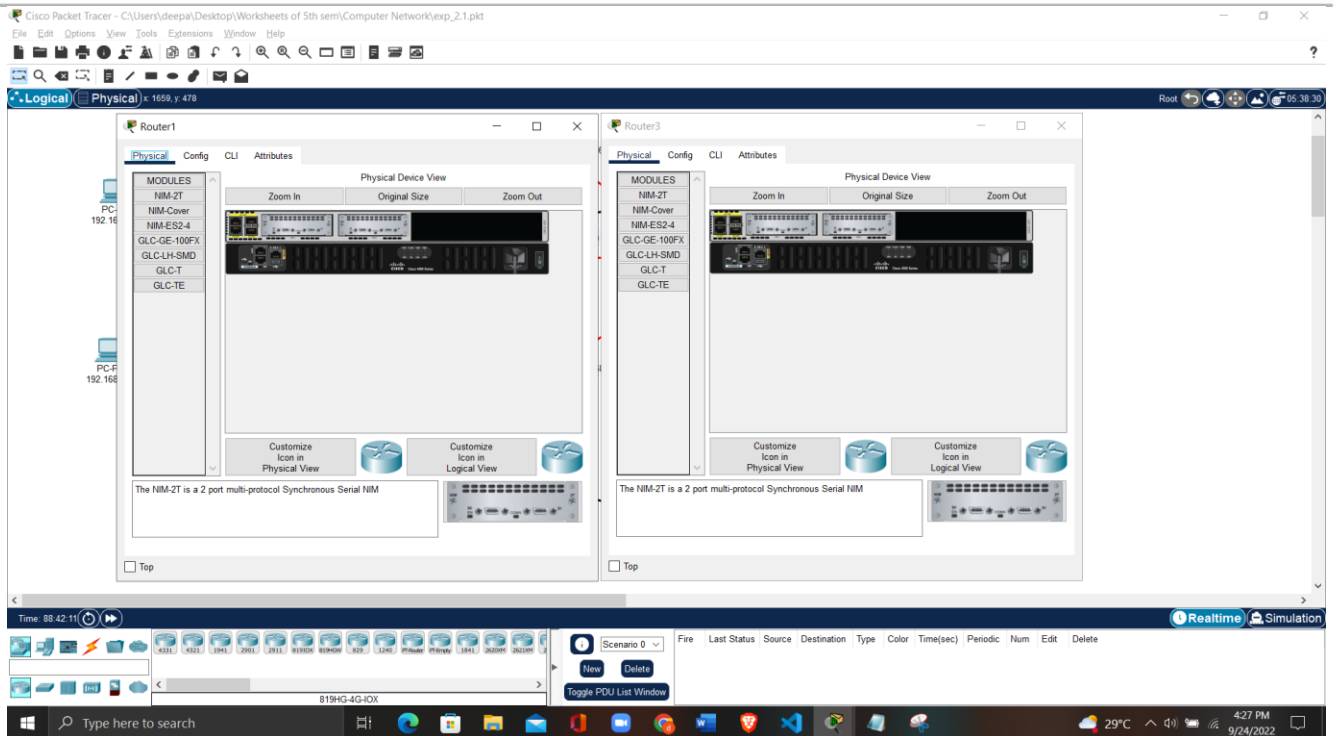 Cisco Packet Tracer - C:\Users\deepa\Desktop\Worksheets of 5th sem\Computer Network\exp_2.1.pkt
File Edit Options View Tools Extensions Window Help
?
Logical Physical x: 1659, y: 478
Root 05:38:30
Router1
Physical Config CLI Attributes
MODULES
NIM-2T
NIM-Cover
NIM-ES2-4
GLC-GE-100FX
GLC-LH-SMD
GLC-T
GLC-TE
Physical Device View
Zoom In Original Size Zoom Out
CISCO
Customize
Icon in
Physical View
Customize
Icon in
Logical View
The NIM-2T is a 2 port multi-protocol Synchronous Serial NIM
Top
Router3
Physical Config CLI Attributes
MODULES
NIM-2T
NIM-Cover
NIM-ES2-4
GLC-GE-100FX
GLC-LH-SMD
GLC-T
GLC-TE
Physical Device View
Zoom In Original Size Zoom Out
CISCO
Customize
Icon in
Physical View
Customize
Icon in
Logical View
The NIM-2T is a 2 port multi-protocol Synchronous Serial NIM
Top
PC-
192.16
PC-P
192.168
Time: 88:42:11
Realtime Simulation
4331 4321 1941 2901 2911 819IOX 819HGW 829 1240 PT-Router PT-Empty 1841 2620XM 2621XM
819HG-4G-IOX
Scenario 0
New Delete
Toggle PDU List Window
Fire Last Status Source Destination Type Color Time(sec) Periodic Num Edit Delete
Type here to search
29°C
4:27 PM
9/24/2022